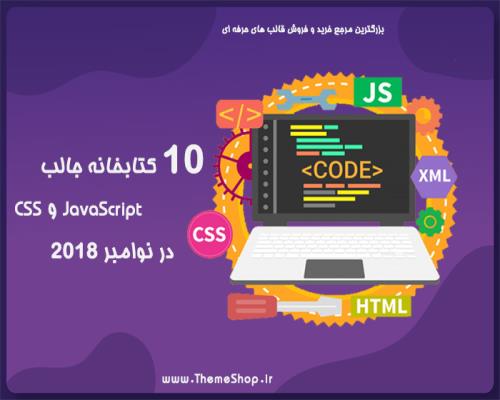 بزرگترین مرجع خرید و فروش قالب های حرفه ای
JS
</>
<CODE>
XML
10 کتابخانه جالب
JavaScript و CSS
CSS
در نوامبر 2018
HTML
www.ThemeShop.Ir